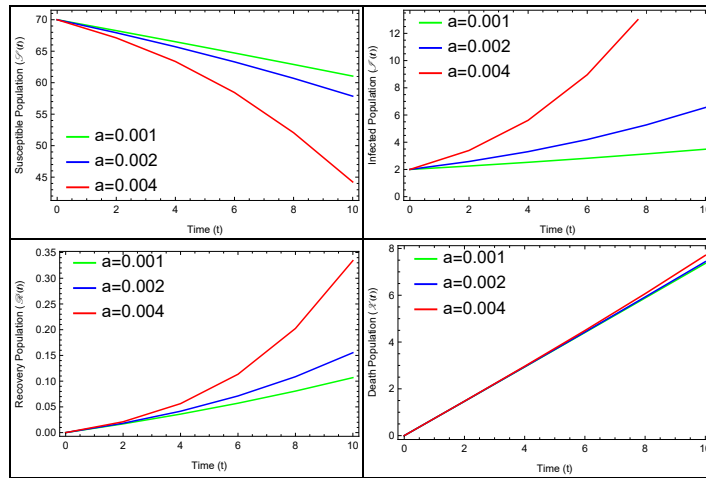 70
65
60
55
50
45
Susceptible Population (𝒮(t))
a=0.001
a=0.002
a=0.004
0 2 4 6 8 10
Time (t)
12
10
8
6
4
2
0
Infected Population (ℐ(t))
a=0.001
a=0.002
a=0.004
0 2 4 6 8 10
Time (t)
0.35
0.30
0.25
0.20
0.15
0.10
0.05
0.00
Recovery Population (ℛ(t))
a=0.001
a=0.002
a=0.004
0 2 4 6 8 10
Time (t)
8
6
4
2
0
Death Population
a=0.001
a=0.002
a=0.004
0 2 4 6 8 10
Time (t)